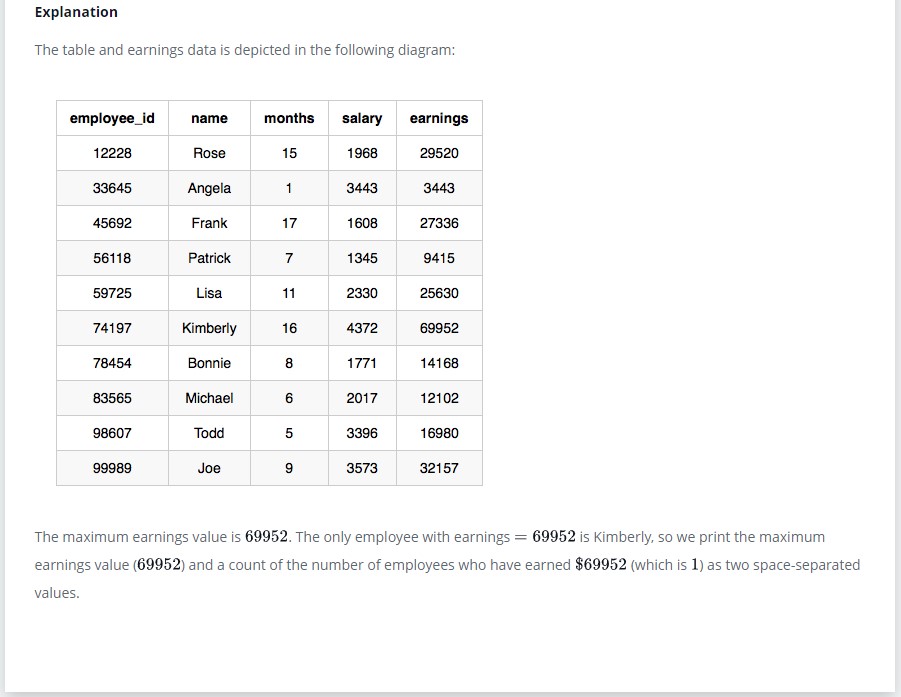 Explanation
The table and earnings data is depicted in the following diagram:
employee_id name months salary earnings
12228 Rose 15 1968 29520
33645 Angela 1 3443 3443
45692 Frank 17 1608 27336
56118 Patrick 7 1345 9415
59725 Lisa 11 2330 25630
74197 Kimberly 16 4372 69952
78454 Bonnie 8 1771 14168
83565 Michael 6 2017 12102
98607 Todd 5 3396 16980
99989 Joe 9 3573 32157
The maximum earnings value is 69952. The only employee with earnings = 69952 is Kimberly, so we print the maximum
earnings value (69952) and a count of the number of employees who have earned $69952 (which is 1) as two space-separated
values.